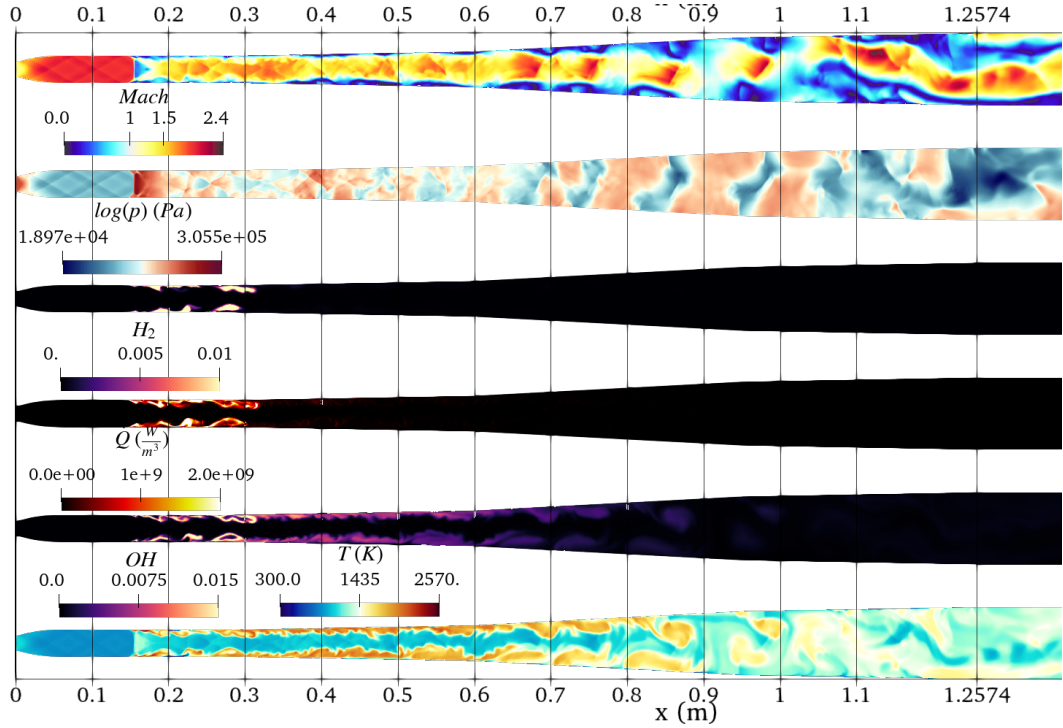 0 0.1 0.2 0.3 0.4 0.5 0.6 0.7 0.8 0.9 1 1.1 1.2574
Mach
0.0 1 1.5 2.4
log(p) (Pa)
1.897e+04 3.055e+05
H2
0. 0.005 0.01
Q (W/m³)
0.0e+00 1e+9 2.0e+09
OH T (K)
0.0 0.0075 0.015 300.0 1435 2570.
0 0.1 0.2 0.3 0.4 0.5 0.6 0.7 0.8 0.9 1 1.1 1.2574
x (m)